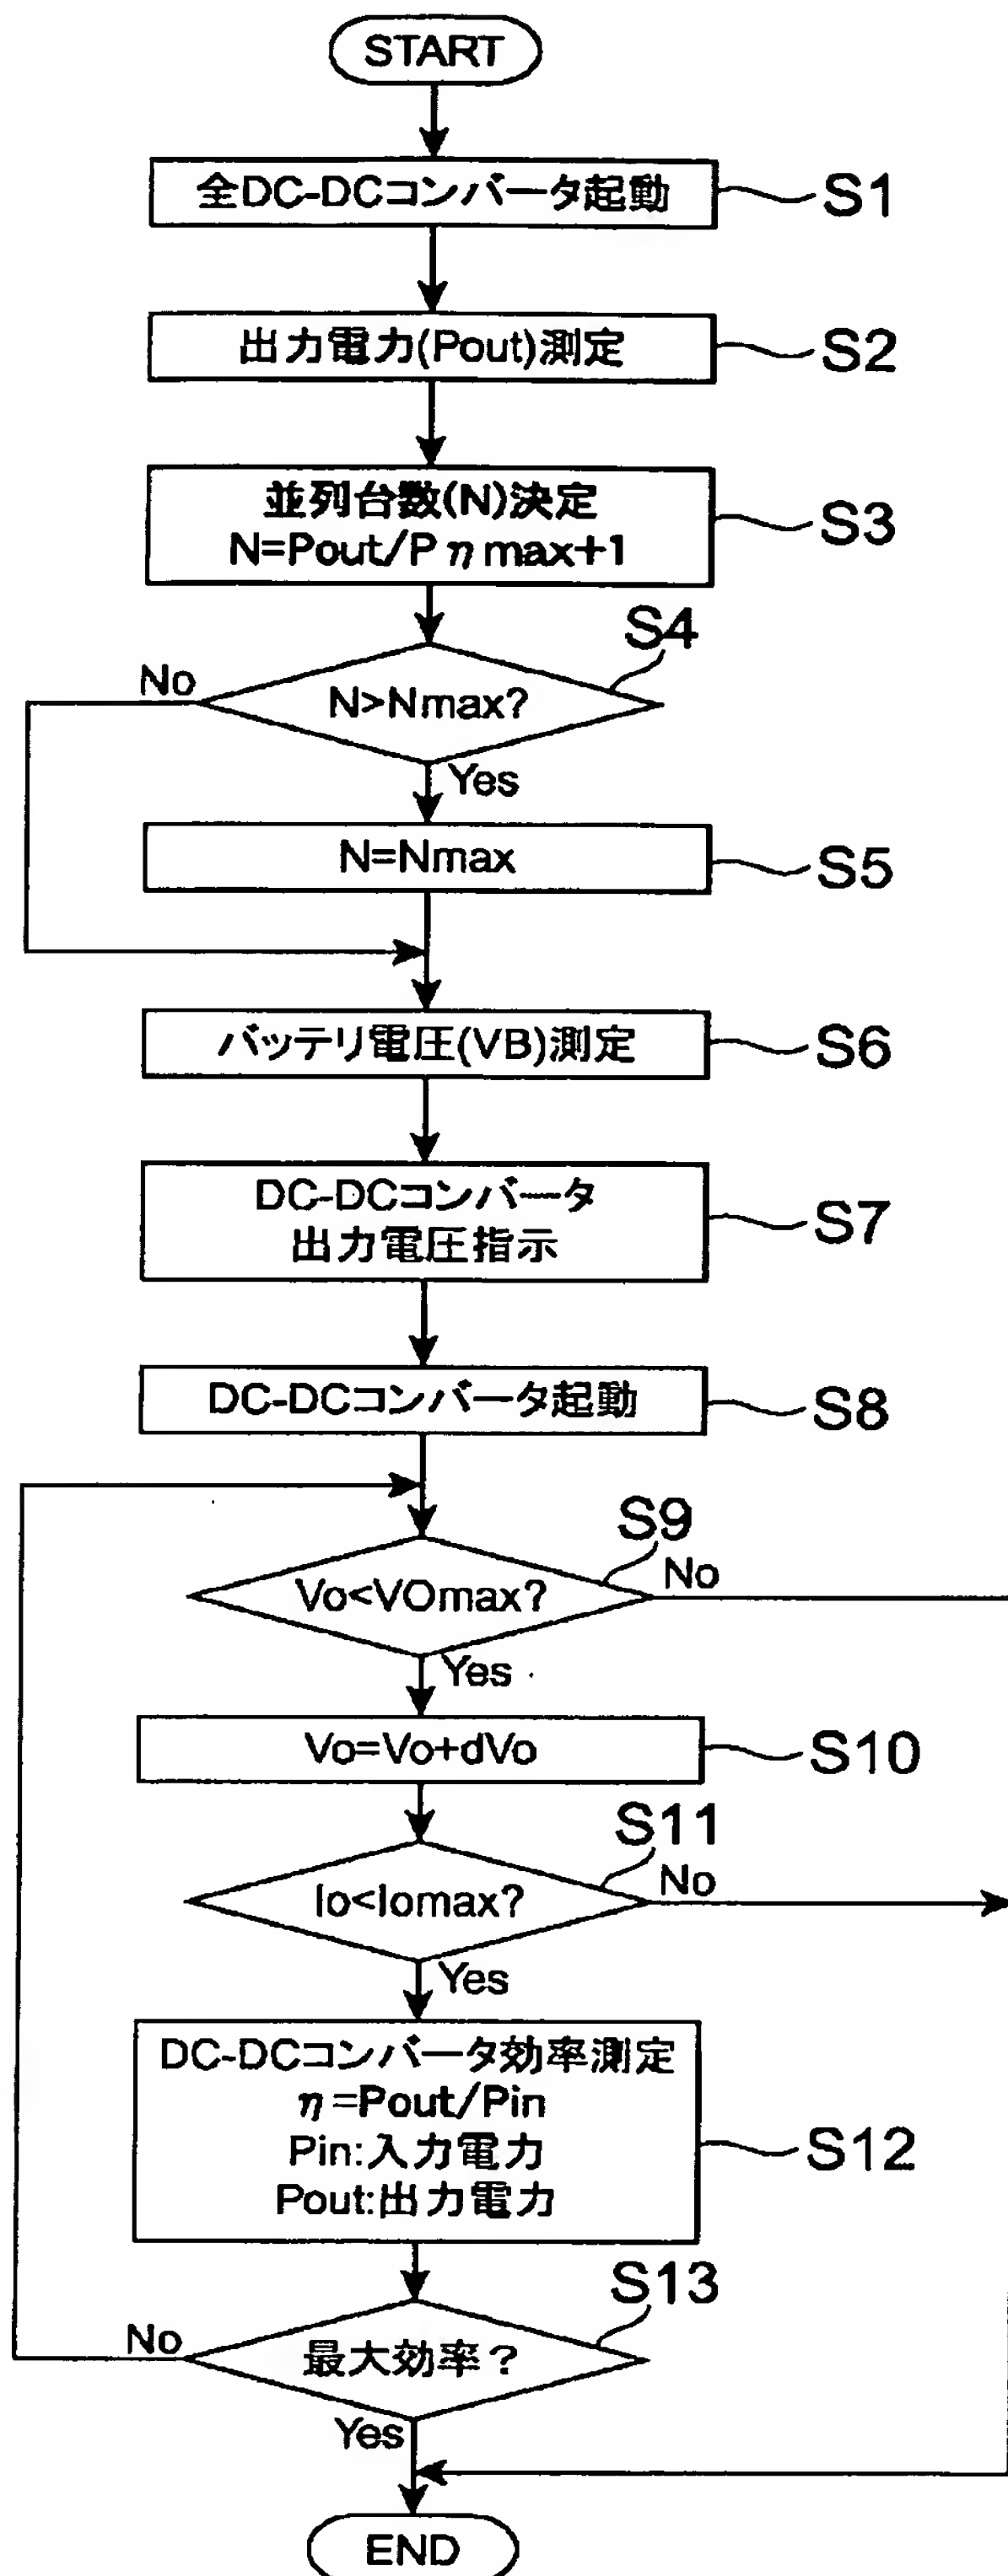 START
全DC-DCコンバータ起動
S1
出力電力(Pout)測定
S2
並列台数(N)決定
N=Pout/P η max+1
S3
S4
No
N>Nmax?
Yes
N=Nmax
S5
バッテリ電圧(VB)測定
S6
DC-DCコンバータ
出力電圧指示
S7
DC-DCコンバータ起動
S8
S9
No
Vo<VOmax?
Yes
Vo=Vo+dVo
S10
S11
No
Io<Iomax?
Yes
DC-DCコンバータ効率測定
η=Pout/Pin
Pin:入力電力
Pout:出力電力
S12
S13
No
最大効率?
Yes
END